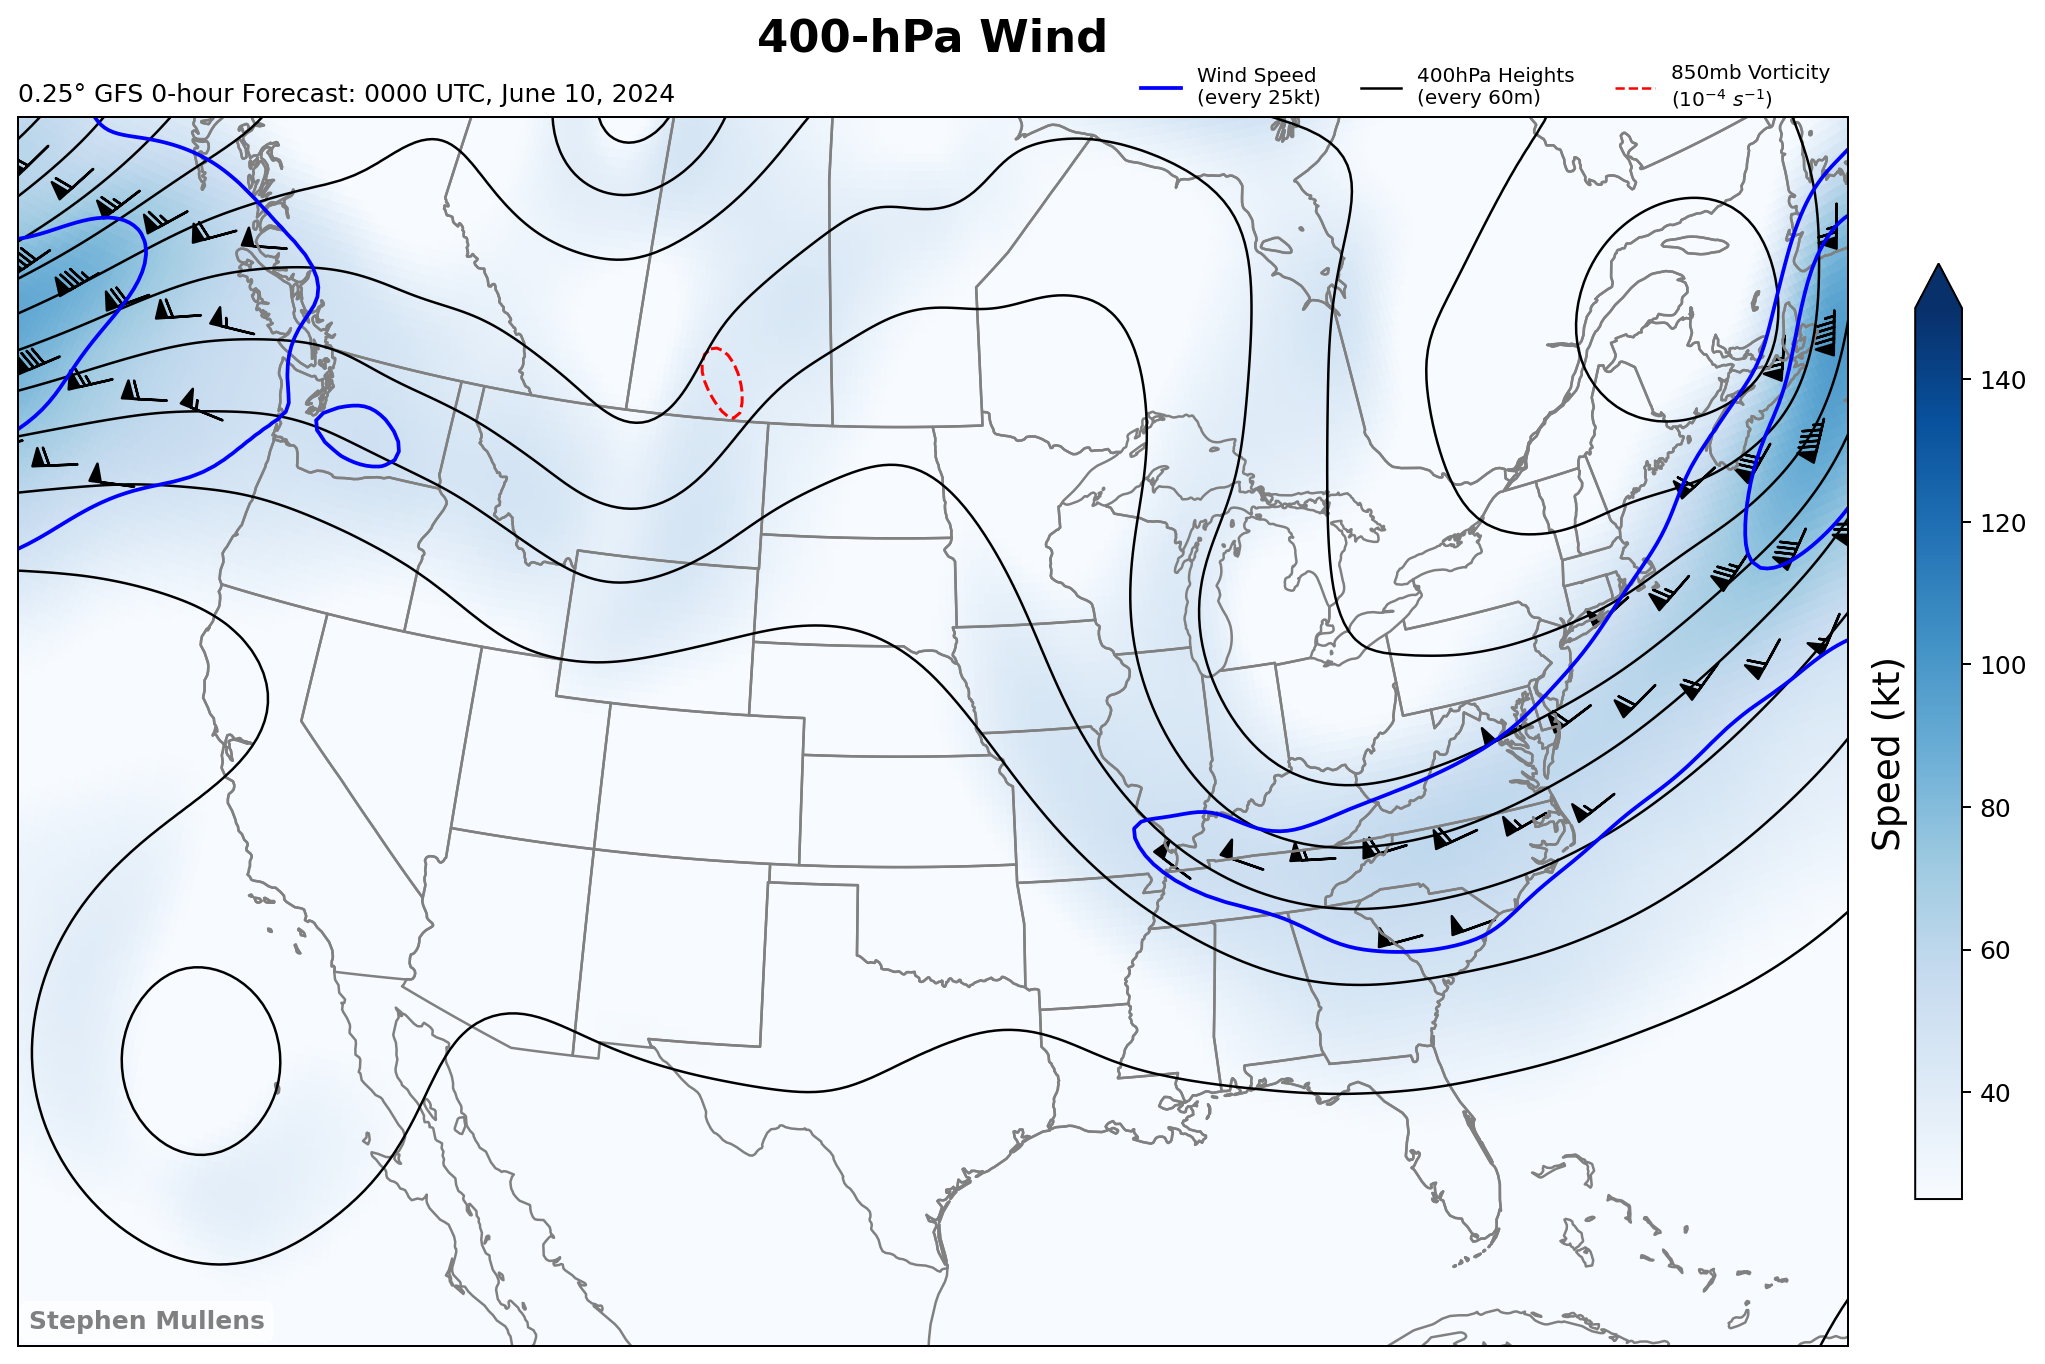 400-hPa Wind
0.25° GFS 0-hour Forecast: 0000 UTC, June 10, 2024
Wind Speed
(every 25kt)
400hPa Heights
(every 60m)
850mb Vorticity
(10⁻⁴ s⁻¹)
140
120
100
80
60
40
Speed (kt)
Stephen Mullens